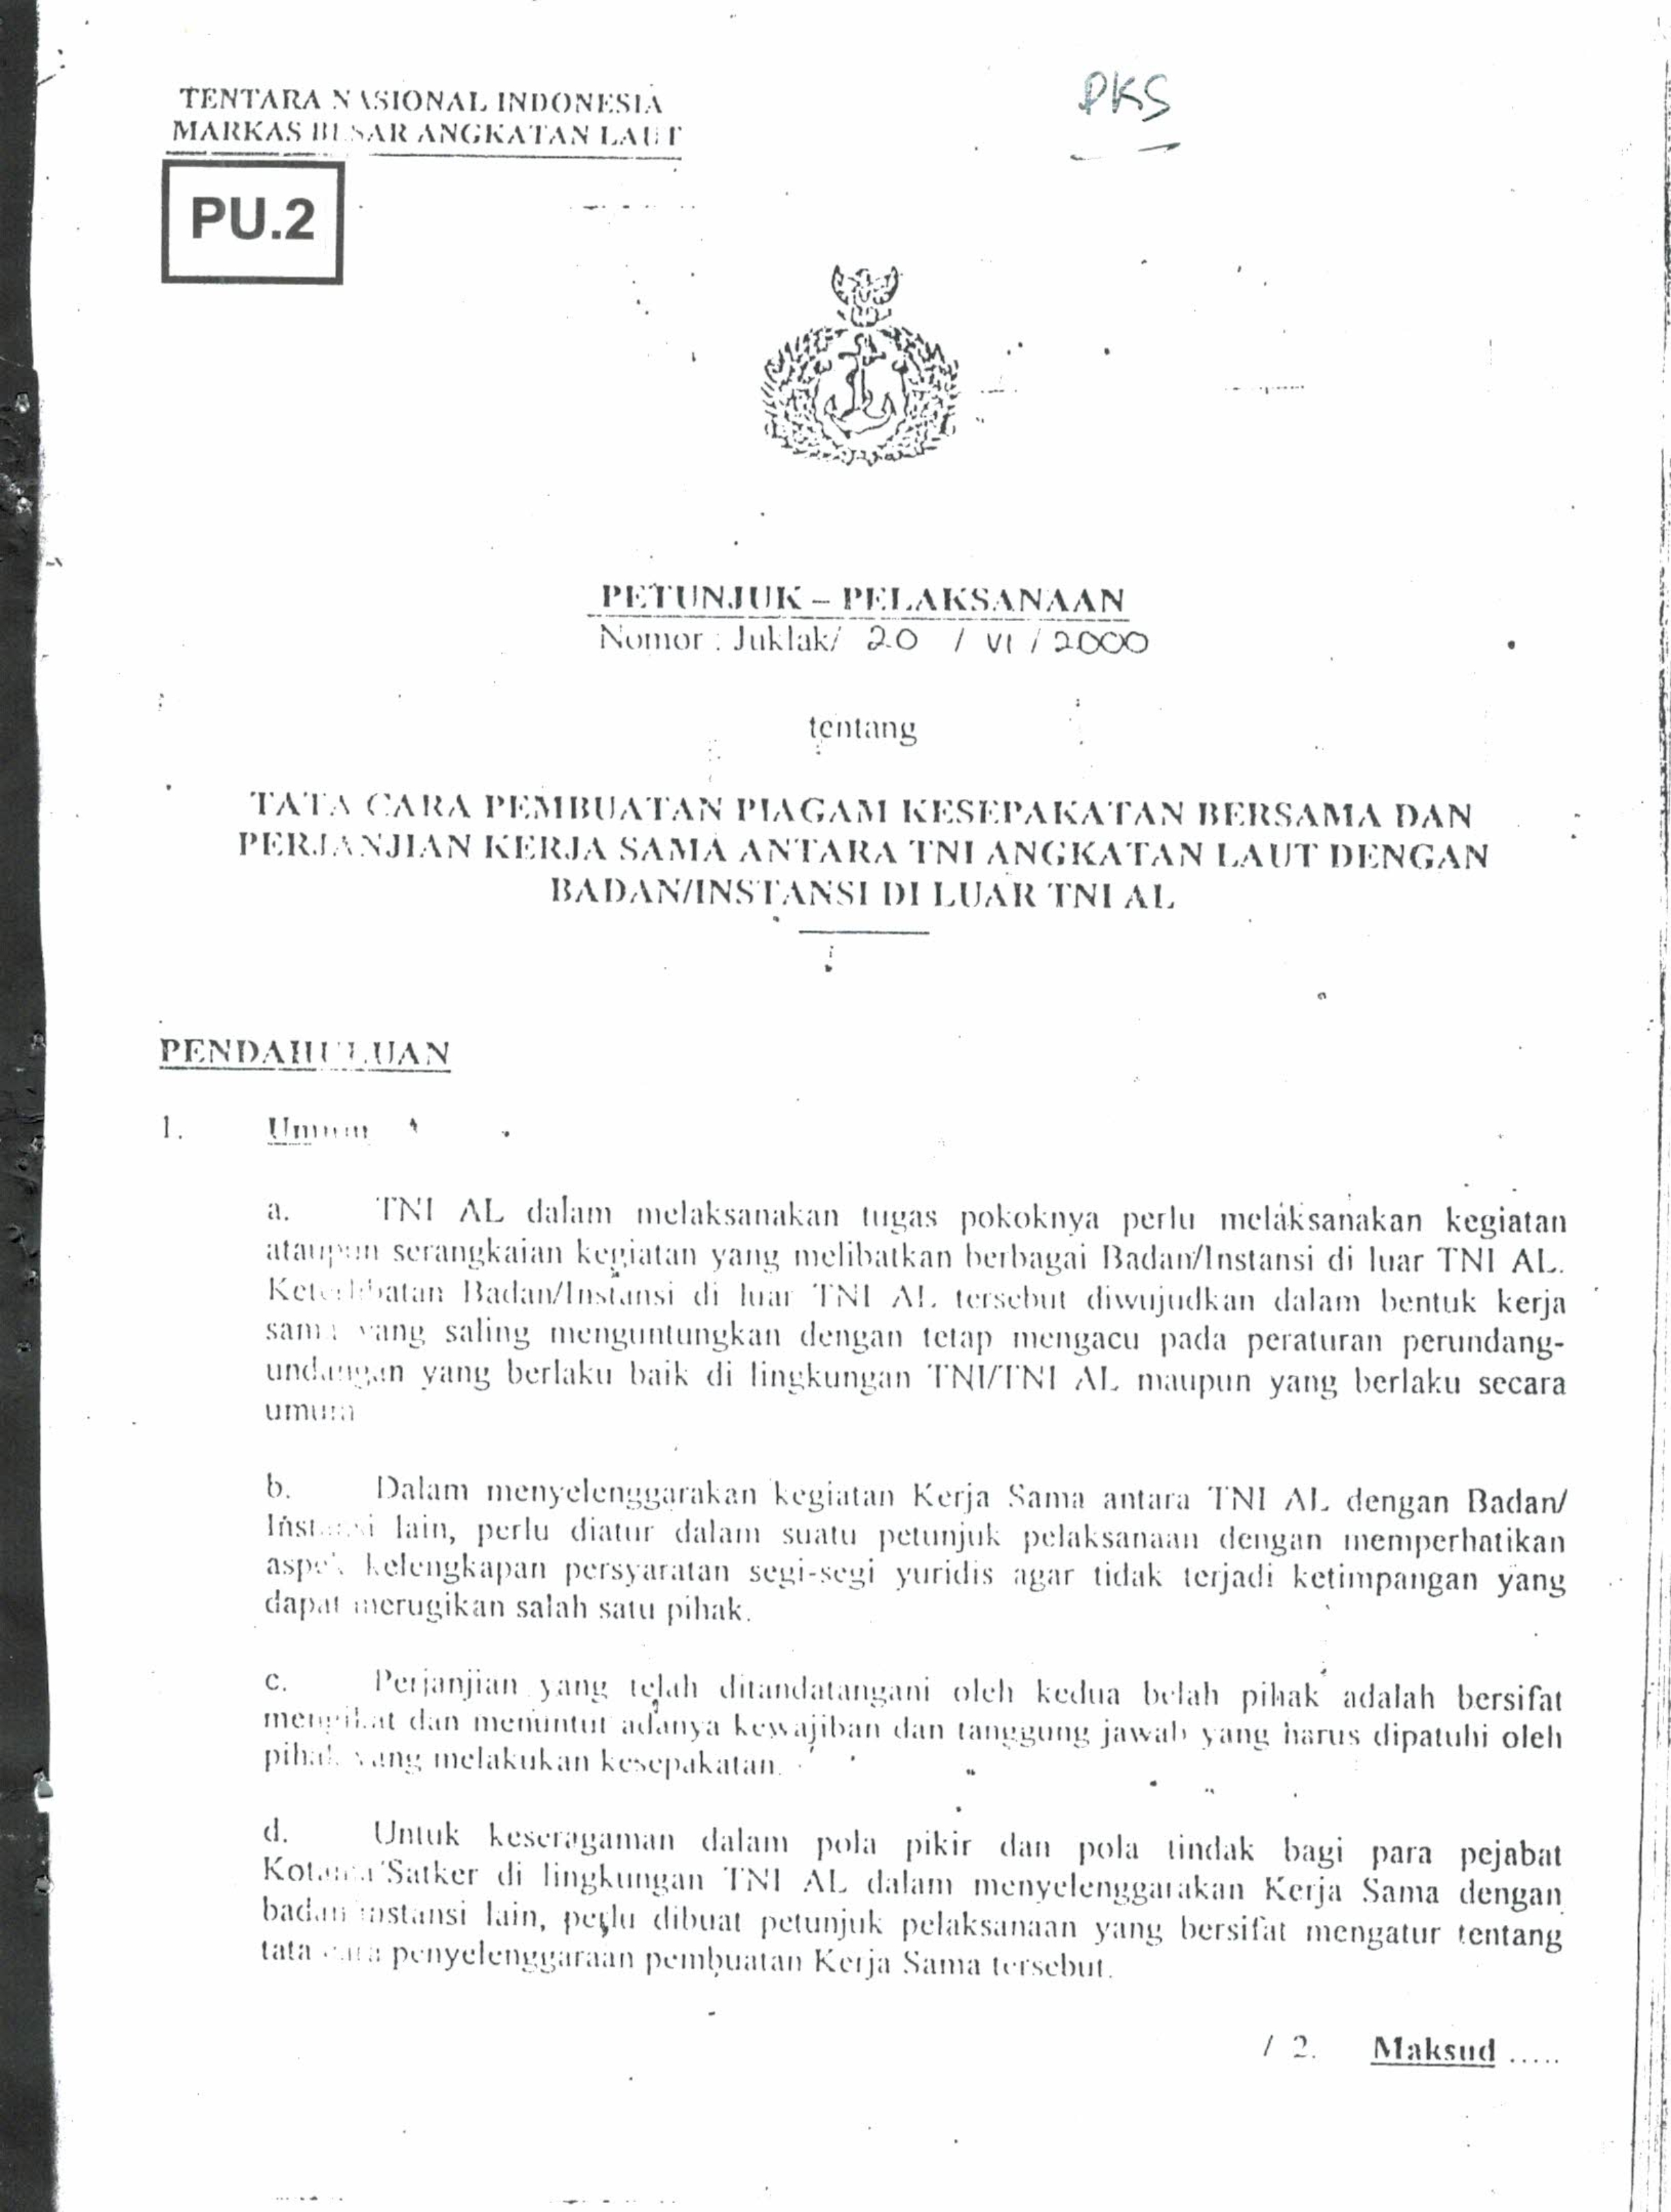 TENTARA NASIONAL INDONESIA
MARKAS BESAR ANGKATAN LAUT
PKS
PU.2
PETUNJUK – PELAKSANAAN
Nomor : Juklak/ 20 / VI / 2000
tentang
TATA CARA PEMBUATAN PIAGAM KESEPAKATAN BERSAMA DAN
PERJANJIAN KERJA SAMA ANTARA TNI ANGKATAN LAUT DENGAN
BADAN/INSTANSI DI LUAR TNI AL
PENDAHULUAN
1. Umum
a. TNI AL dalam melaksanakan tugas pokoknya perlu melaksanakan kegiatan
ataupun serangkaian kegiatan yang melibatkan berbagai Badan/Instansi di luar TNI AL.
Keterlibatan Badan/Instansi di luar TNI AL tersebut diwujudkan dalam bentuk kerja
sama yang saling menguntungkan dengan tetap mengacu pada peraturan perundang-
undangan yang berlaku baik di lingkungan TNI/TNI AL maupun yang berlaku secara
umum
b. Dalam menyelenggarakan kegiatan Kerja Sama antara TNI AL dengan Badan/
Instansi lain, perlu diatur dalam suatu petunjuk pelaksanaan dengan memperhatikan
aspek kelengkapan persyaratan segi-segi yuridis agar tidak terjadi ketimpangan yang
dapat merugikan salah satu pihak.
c. Perjanjian yang telah ditandatangani oleh kedua belah pihak adalah bersifat
mengikat dan menuntut adanya kewajiban dan tanggung jawab yang harus dipatuhi oleh
pihak yang melakukan kesepakatan.
d. Untuk keseragaman dalam pola pikir dan pola tindak bagi para pejabat
Kotama/Satker di lingkungan TNI AL dalam menyelenggarakan Kerja Sama dengan
badan/instansi lain, perlu dibuat petunjuk pelaksanaan yang bersifat mengatur tentang
tata cara penyelenggaraan pembuatan Kerja Sama tersebut.
/ 2. Maksud .....